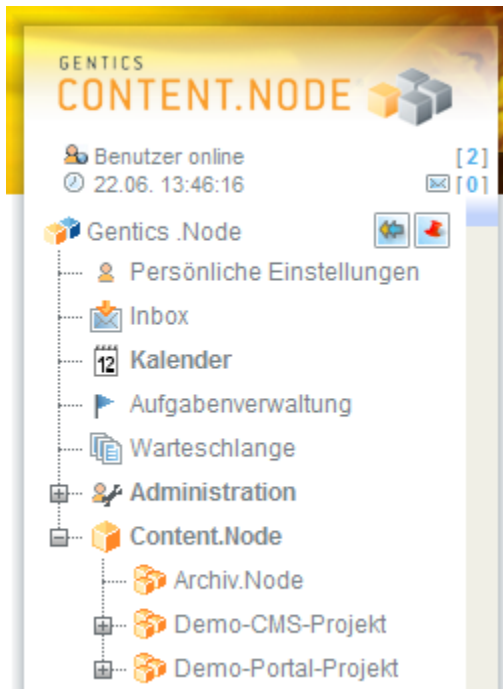 GENTICS
CONTENT.NODE
Benutzer online [2]
22.06. 13:46:16 [0]
Gentics .Node
Persönliche Einstellungen
Inbox
12 Kalender
Aufgabenverwaltung
Warteschlange
Administration
Content.Node
Archiv.Node
Demo-CMS-Projekt
Demo-Portal-Projekt